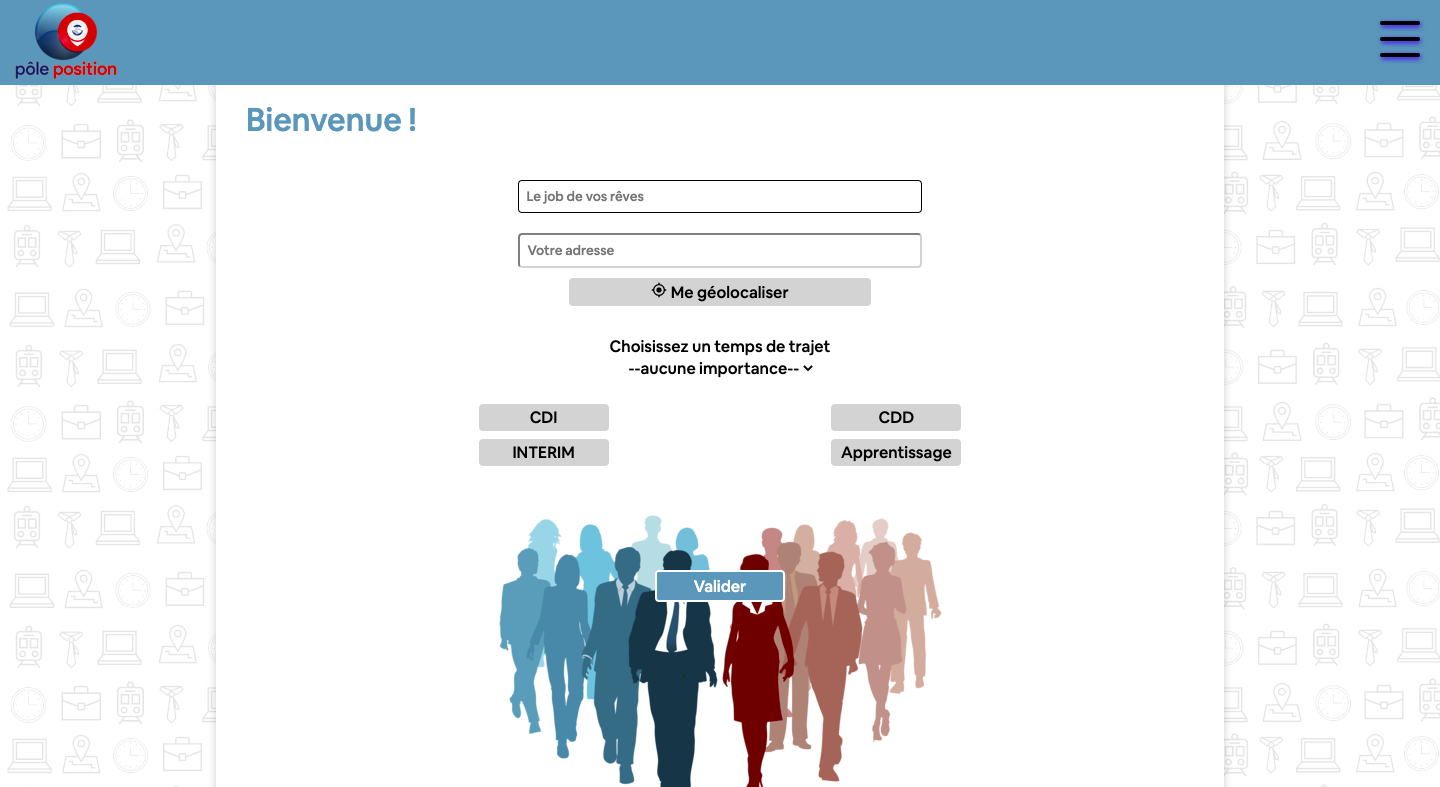 pôle position
Bienvenue !
Le job de vos rêves
Votre adresse
Me géolocaliser
Choisissez un temps de trajet
--aucune importance--
CDI
CDD
INTERIM
Apprentissage
Valider